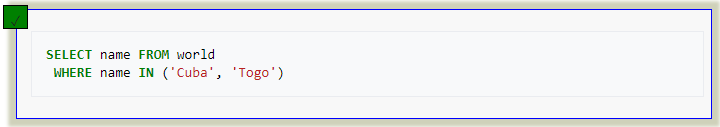 ✓
SELECT name FROM world
 WHERE name IN ('Cuba', 'Togo')